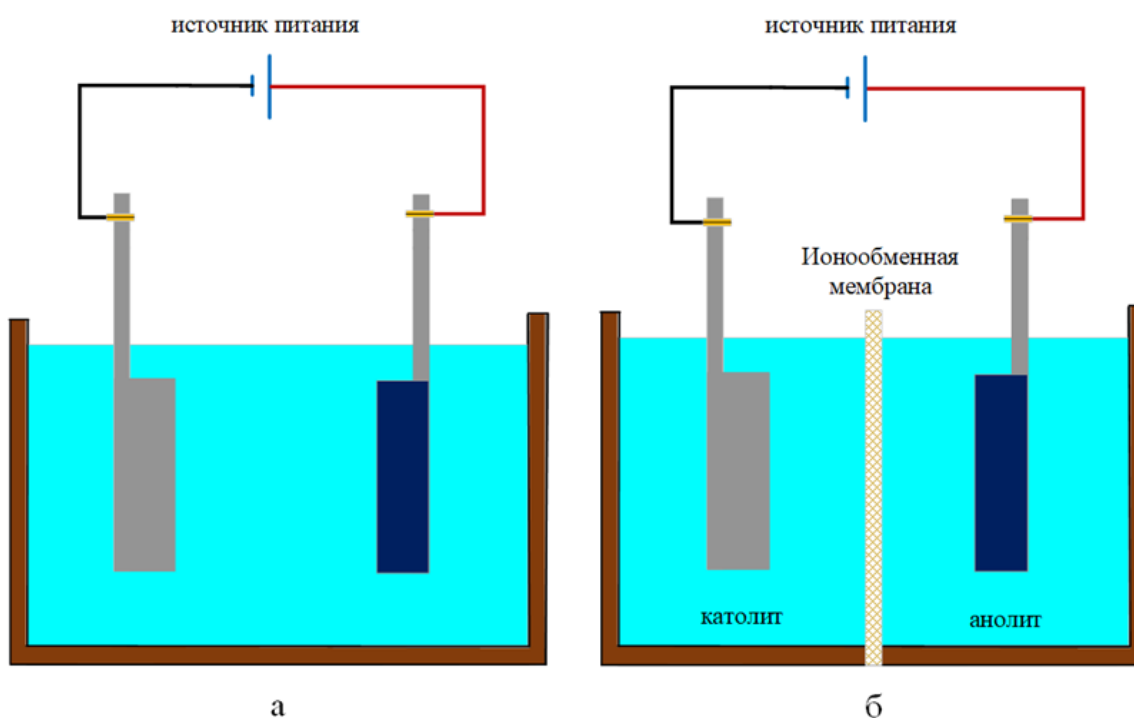 источник питания
источник питания
Ионообменная
мембрана
католит
анолит
а
б